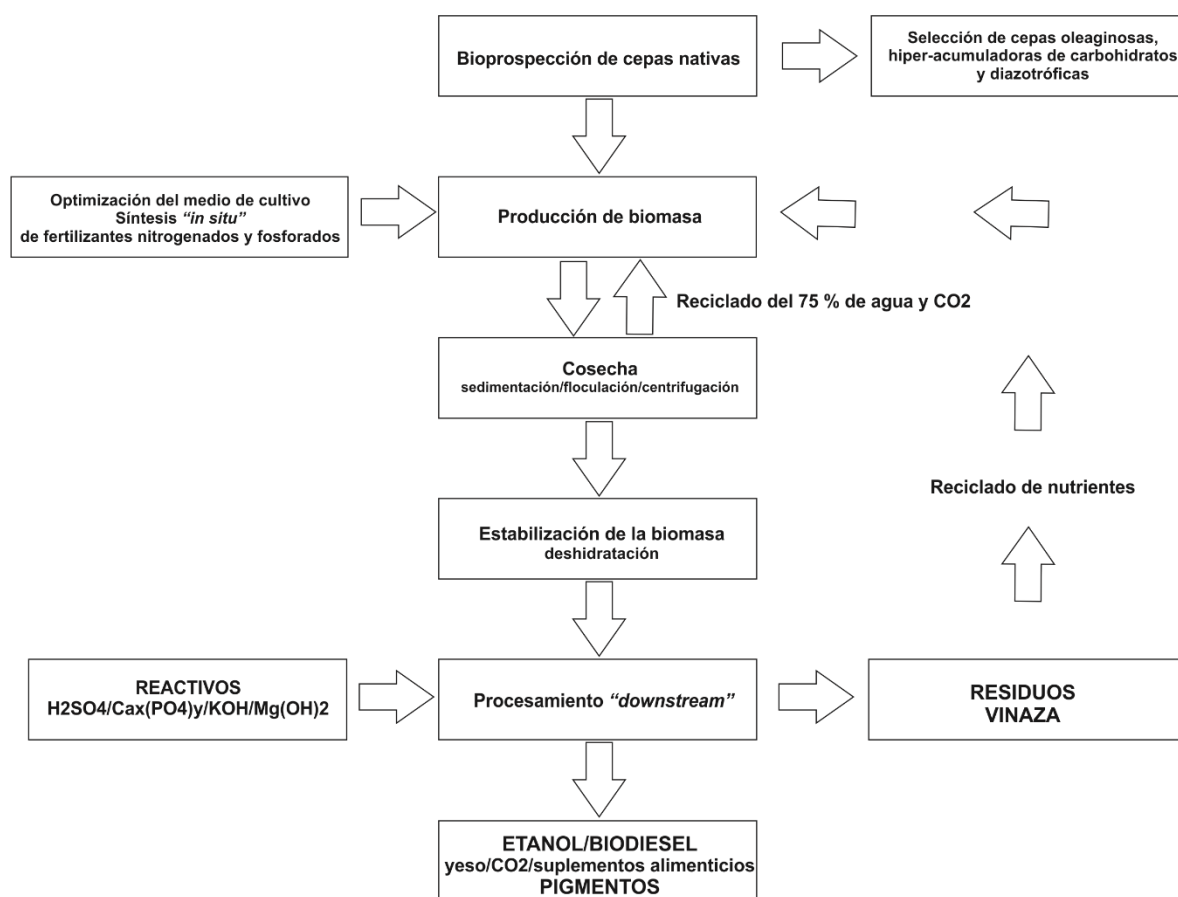 Bioprospección de cepas nativas
Selección de cepas oleaginosas,
hiper-acumuladoras de carbohidratos
y diazotróficas
Optimización del medio de cultivo
Síntesis “in situ”
de fertilizantes nitrogenados y fosforados
Producción de biomasa
Reciclado del 75 % de agua y CO2
Cosecha
sedimentación/floculación/centrifugación
Reciclado de nutrientes
Estabilización de la biomasa
deshidratación
REACTIVOS
H2SO4/Cax(PO4)y/KOH/Mg(OH)2
Procesamiento “downstream”
RESIDUOS
VINAZA
ETANOL/BIODIESEL
yeso/CO2/suplementos alimenticios
PIGMENTOS